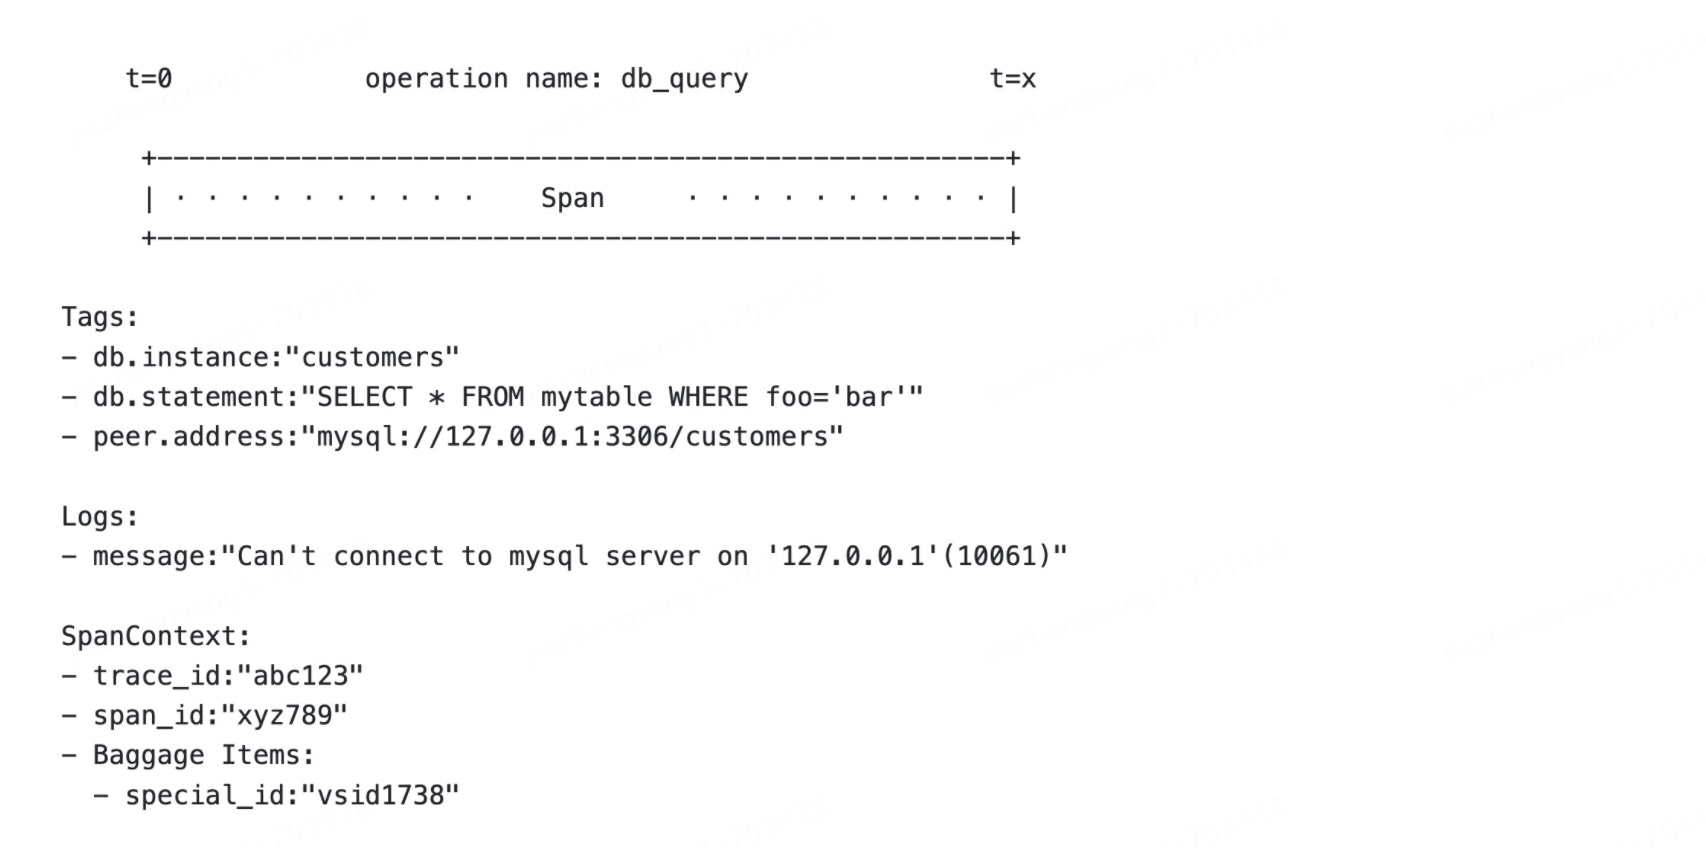 t=0            operation name: db_query               t=x
+-----------------------------------------------------+
| · · · · · · · · · ·    Span     · · · · · · · · · · |
+-----------------------------------------------------+
Tags:
- db.instance:"customers"
- db.statement:"SELECT * FROM mytable WHERE foo='bar'"
- peer.address:"mysql://127.0.0.1:3306/customers"
Logs:
- message:"Can't connect to mysql server on '127.0.0.1'(10061)"
SpanContext:
- trace_id:"abc123"
- span_id:"xyz789"
- Baggage Items:
  - special_id:"vsid1738"